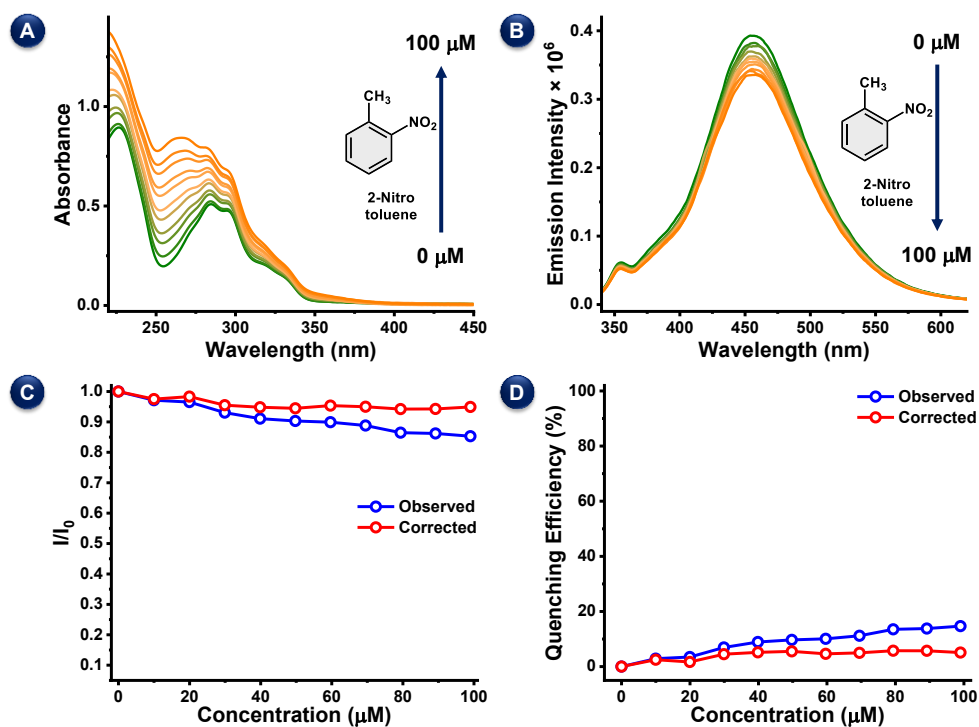 A
100 μM
CH3
NO2
2-Nitro
toluene
0 μM
Absorbance
1.0
0.5
0.0
250 300 350 400 450
Wavelength (nm)
B
0 μM
CH3
NO2
2-Nitro
toluene
100 μM
Emission Intensity × 10⁶
0.4
0.3
0.2
0.1
0.0
350 400 450 500 550 600
Wavelength (nm)
C
I/I₀
1.0
0.9
0.8
0.7
0.6
0.5
0.4
0.3
0.2
0.1
Observed
Corrected
0 20 40 60 80 100
Concentration (μM)
D
Quenching Efficiency (%)
100
80
60
40
20
0
Observed
Corrected
0 20 40 60 80 100
Concentration (μM)